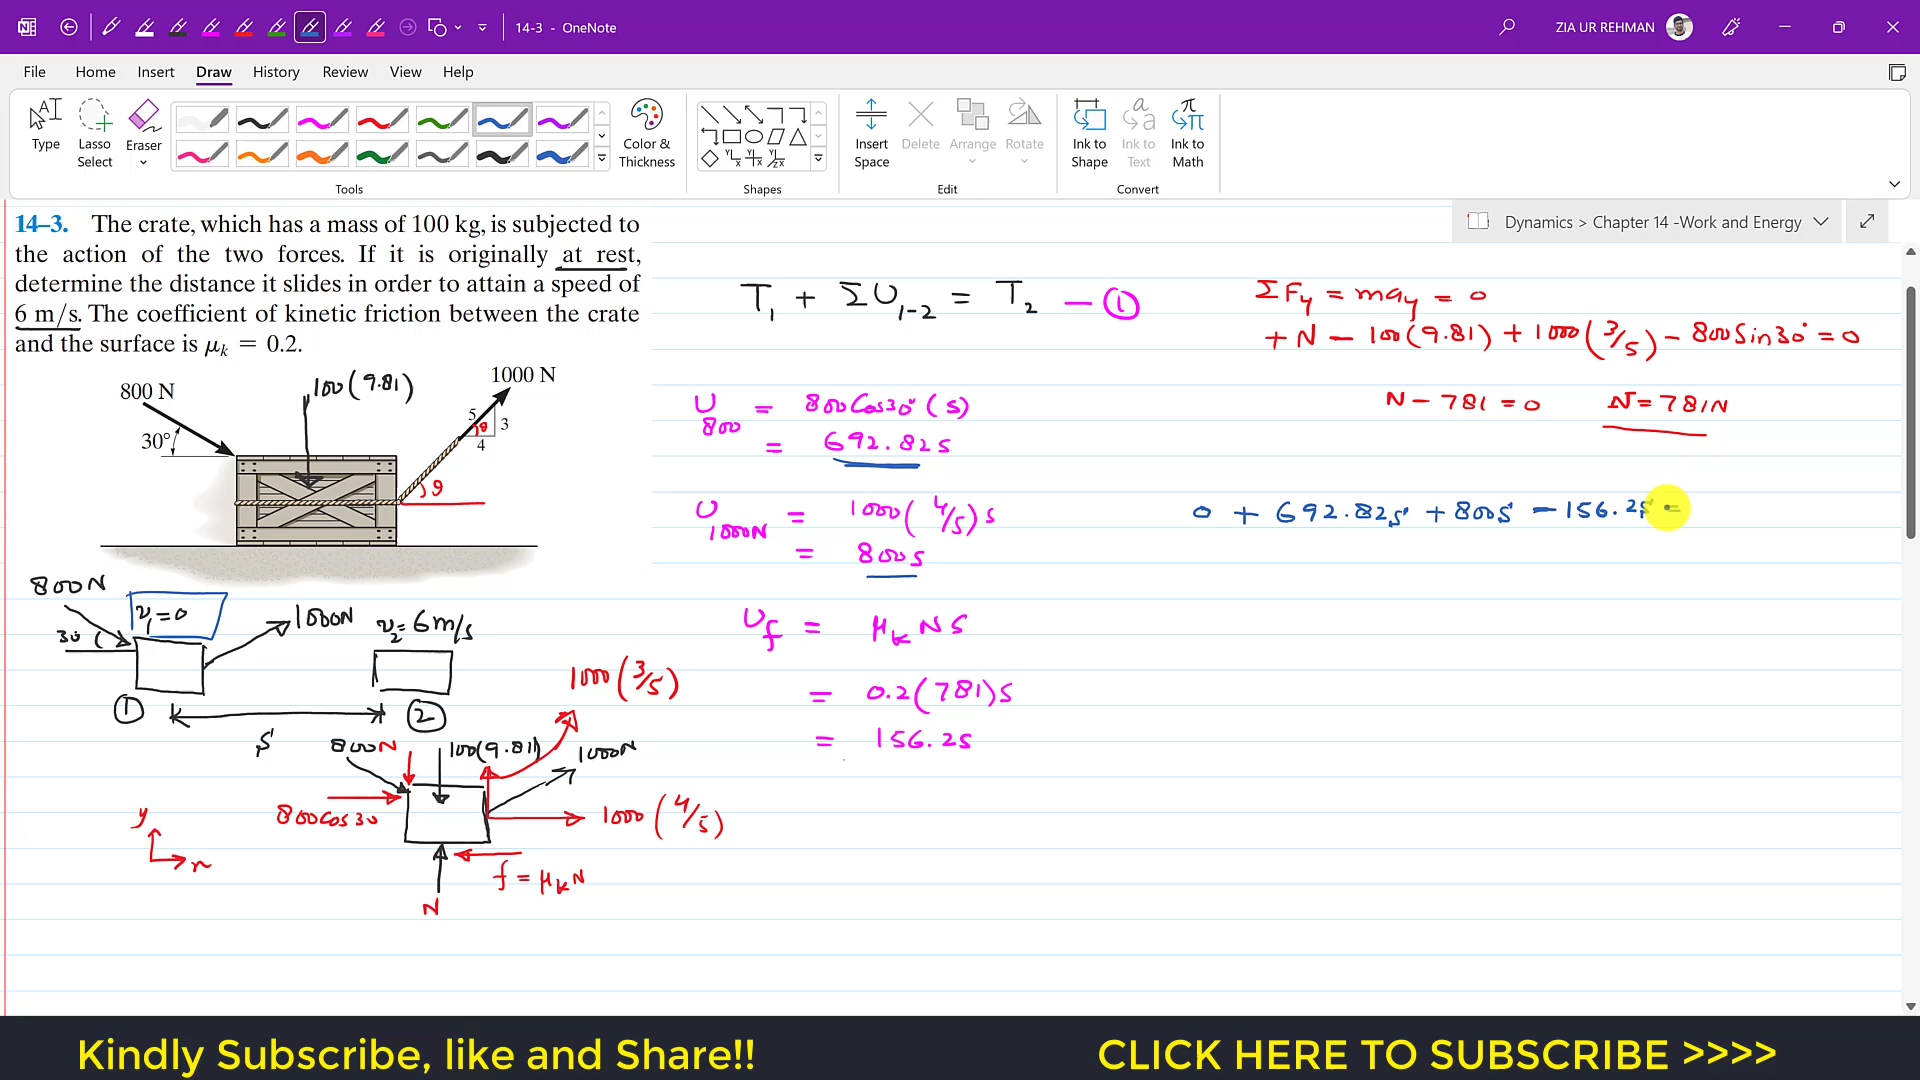 14-3 - OneNote
ZIA UR REHMAN
File Home Insert Draw History Review View Help
Type
Lasso Select
Eraser
Color & Thickness
Insert Space
Delete
Arrange
Rotate
Ink to Shape
Ink to Text
Ink to Math
Tools
Shapes
Edit
Convert
Dynamics > Chapter 14 -Work and Energy
14–3. The crate, which has a mass of 100 kg, is subjected to
the action of the two forces. If it is originally at rest,
determine the distance it slides in order to attain a speed of
6 m/s. The coefficient of kinetic friction between the crate
and the surface is μk = 0.2.
800 N
100(9.81)
1000 N
30°
5
3
4
θ
θ
800N
v1=0
30
1000N
v2=6m/s
1
2
S
800N
100(9.81)
1000N
1000(3/5)
800cos30
1000(4/5)
f = μk N
N
y
x
T1 + ΣU1-2 = T2 — 1
U800 = 800cos30°(s)
= 692.82s
U1000N = 1000(4/5)s
= 800s
Uf = μk N S
= 0.2(781)s
= 156.2s
ΣFy = may = 0
+N - 100(9.81) + 1000(3/5) - 800sin30° = 0
N - 781 = 0 N = 781N
0 + 692.82s + 800s - 156.2s =
Kindly Subscribe, like and Share!!
CLICK HERE TO SUBSCRIBE >>>>